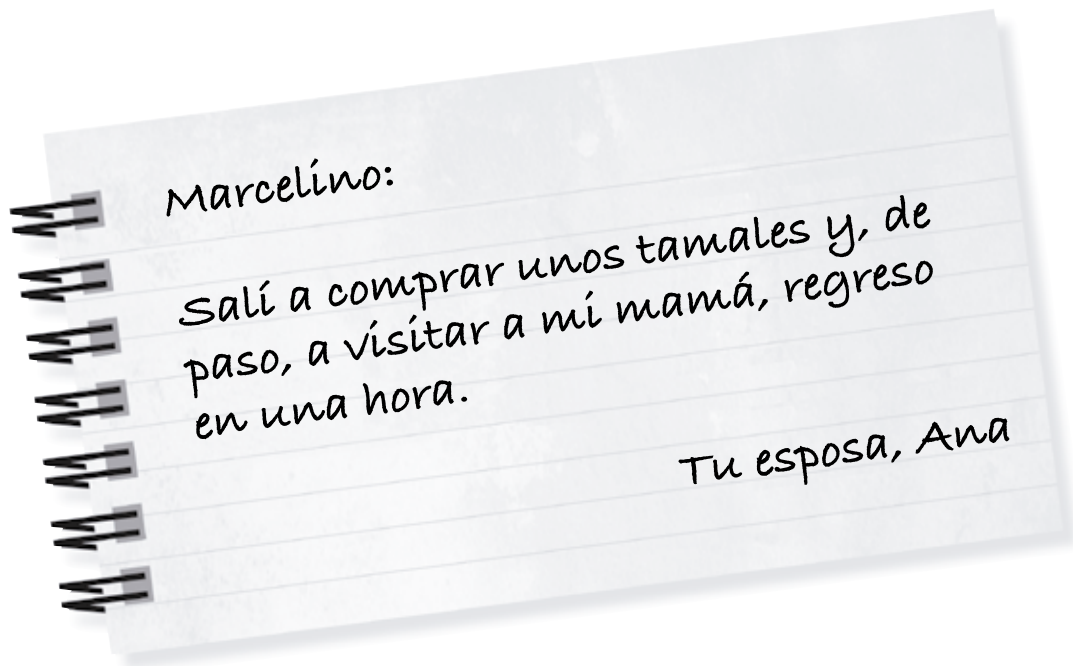 Marcelino:
Salí a comprar unos tamales y, de
paso, a visitar a mi mamá, regreso
en una hora.
Tu esposa, Ana